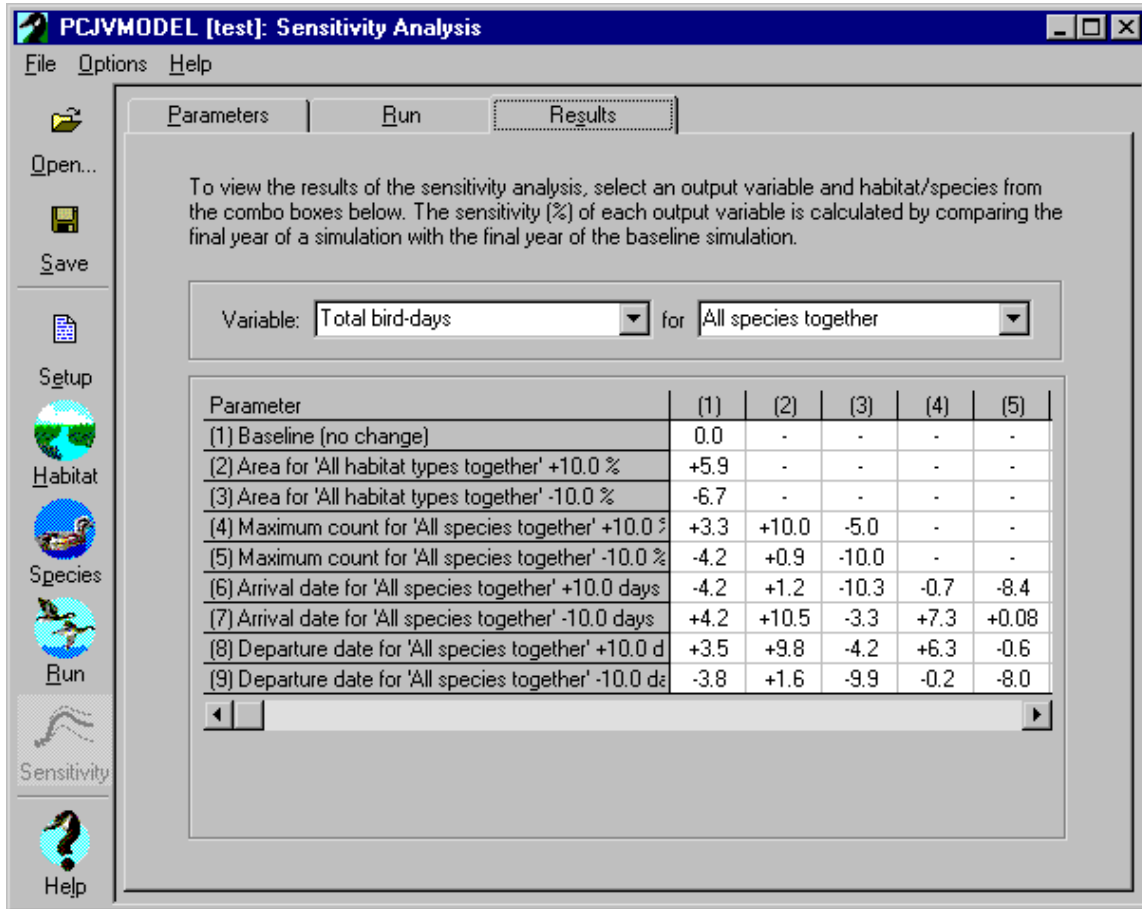 PCJVMODEL [test]: Sensitivity Analysis
File Options Help
Open...
Save
Setup
Habitat
Species
Run
Sensitivity
Help
Parameters Run Results
To view the results of the sensitivity analysis, select an output variable and habitat/species from
the combo boxes below. The sensitivity (%) of each output variable is calculated by comparing the
final year of a simulation with the final year of the baseline simulation.
Variable: Total bird-days for All species together
Parameter (1) (2) (3) (4) (5)
(1) Baseline (no change) 0.0 - - - -
(2) Area for 'All habitat types together' +10.0 % +5.9 - - - -
(3) Area for 'All habitat types together' -10.0 % -6.7 - - - -
(4) Maximum count for 'All species together' +10.0 % +3.3 +10.0 -5.0 - -
(5) Maximum count for 'All species together' -10.0 % -4.2 +0.9 -10.0 - -
(6) Arrival date for 'All species together' +10.0 days -4.2 +1.2 -10.3 -0.7 -8.4
(7) Arrival date for 'All species together' -10.0 days +4.2 +10.5 -3.3 +7.3 +0.08
(8) Departure date for 'All species together' +10.0 d +3.5 +9.8 -4.2 +6.3 -0.6
(9) Departure date for 'All species together' -10.0 da -3.8 +1.6 -9.9 -0.2 -8.0